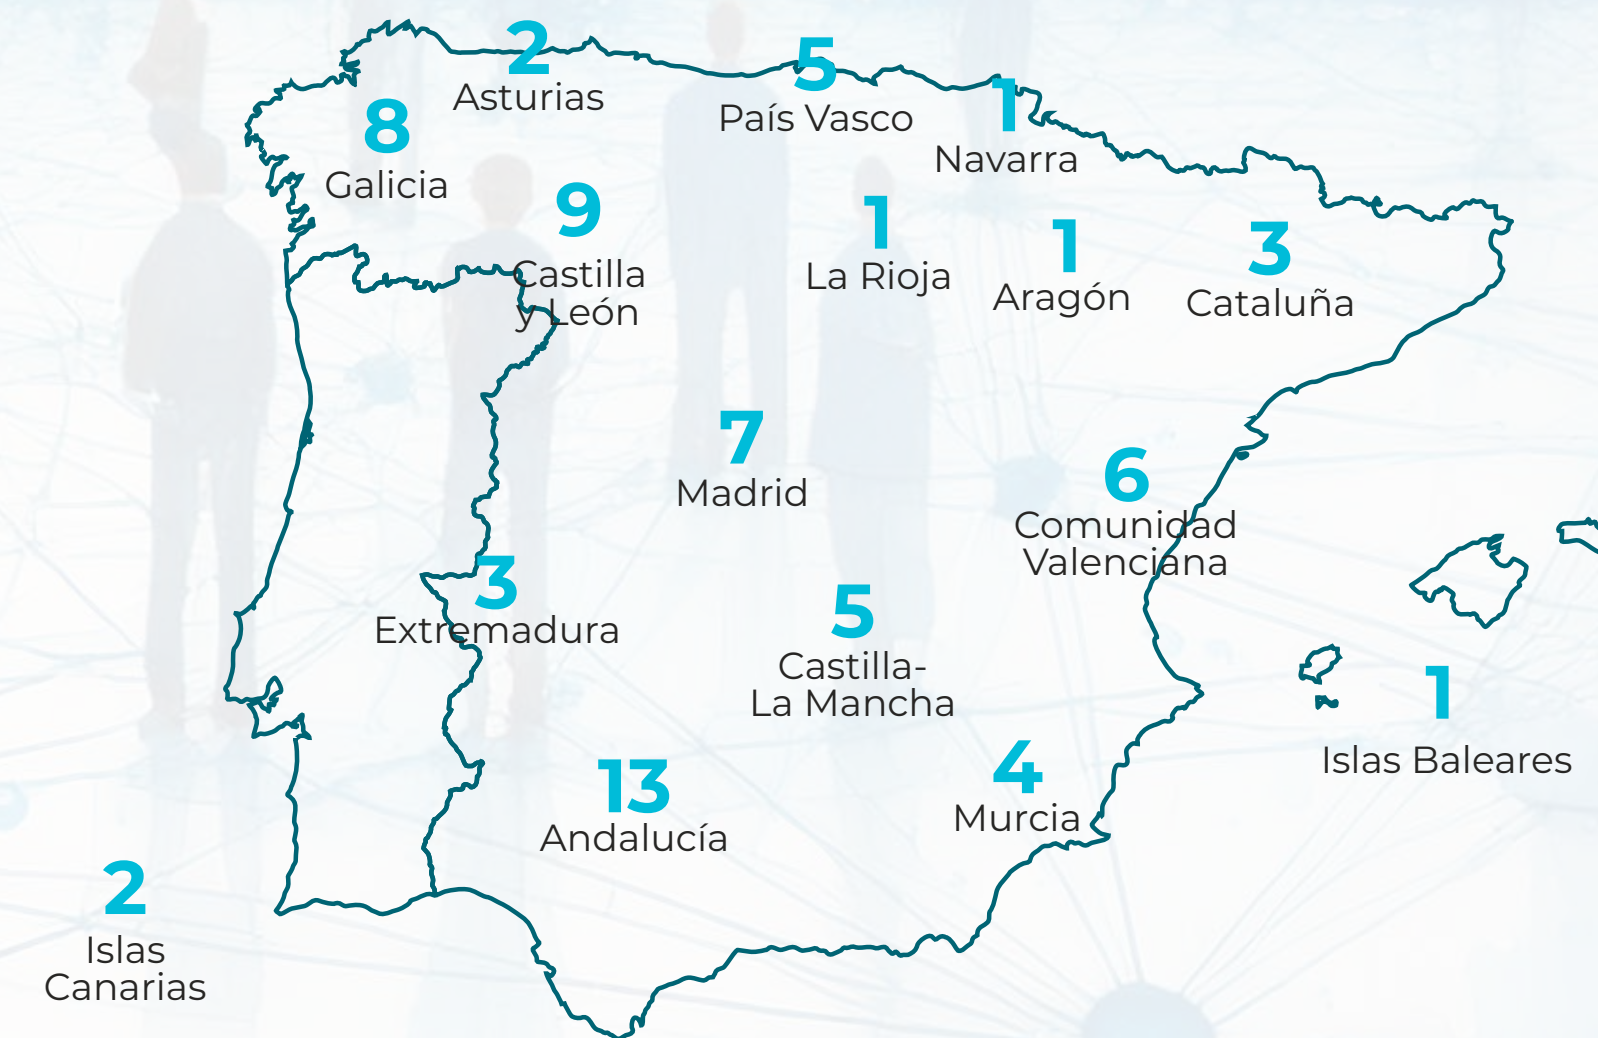 2
Asturias
5
País Vasco
1
Navarra
8
Galicia
9
Castilla
y León
1
La Rioja
1
Aragón
3
Cataluña
7
Madrid
6
Comunidad
Valenciana
3
Extremadura
5
Castilla-
La Mancha
1
Islas Baleares
13
Andalucía
4
Murcia
2
Islas
Canarias